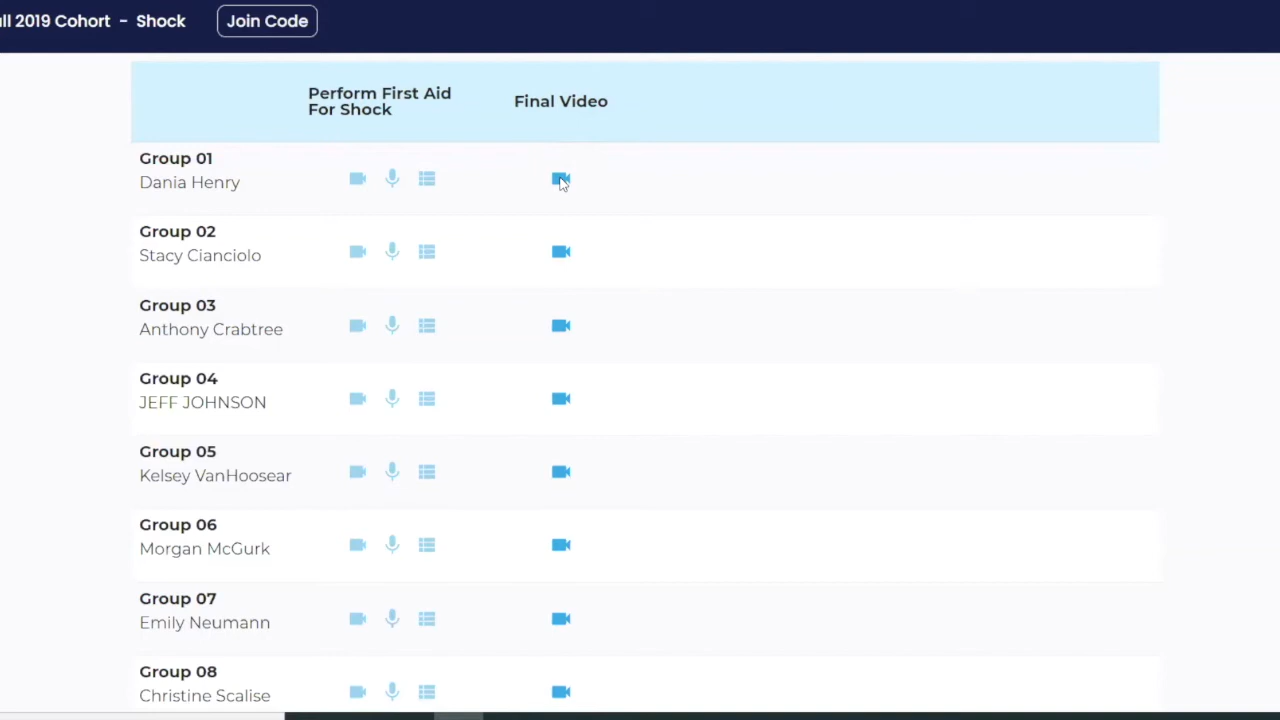 ll 2019 Cohort - Shock
Join Code
Perform First Aid
For Shock
Final Video
Group 01
Dania Henry
Group 02
Stacy Cianciolo
Group 03
Anthony Crabtree
Group 04
JEFF JOHNSON
Group 05
Kelsey VanHoosear
Group 06
Morgan McGurk
Group 07
Emily Neumann
Group 08
Christine Scalise